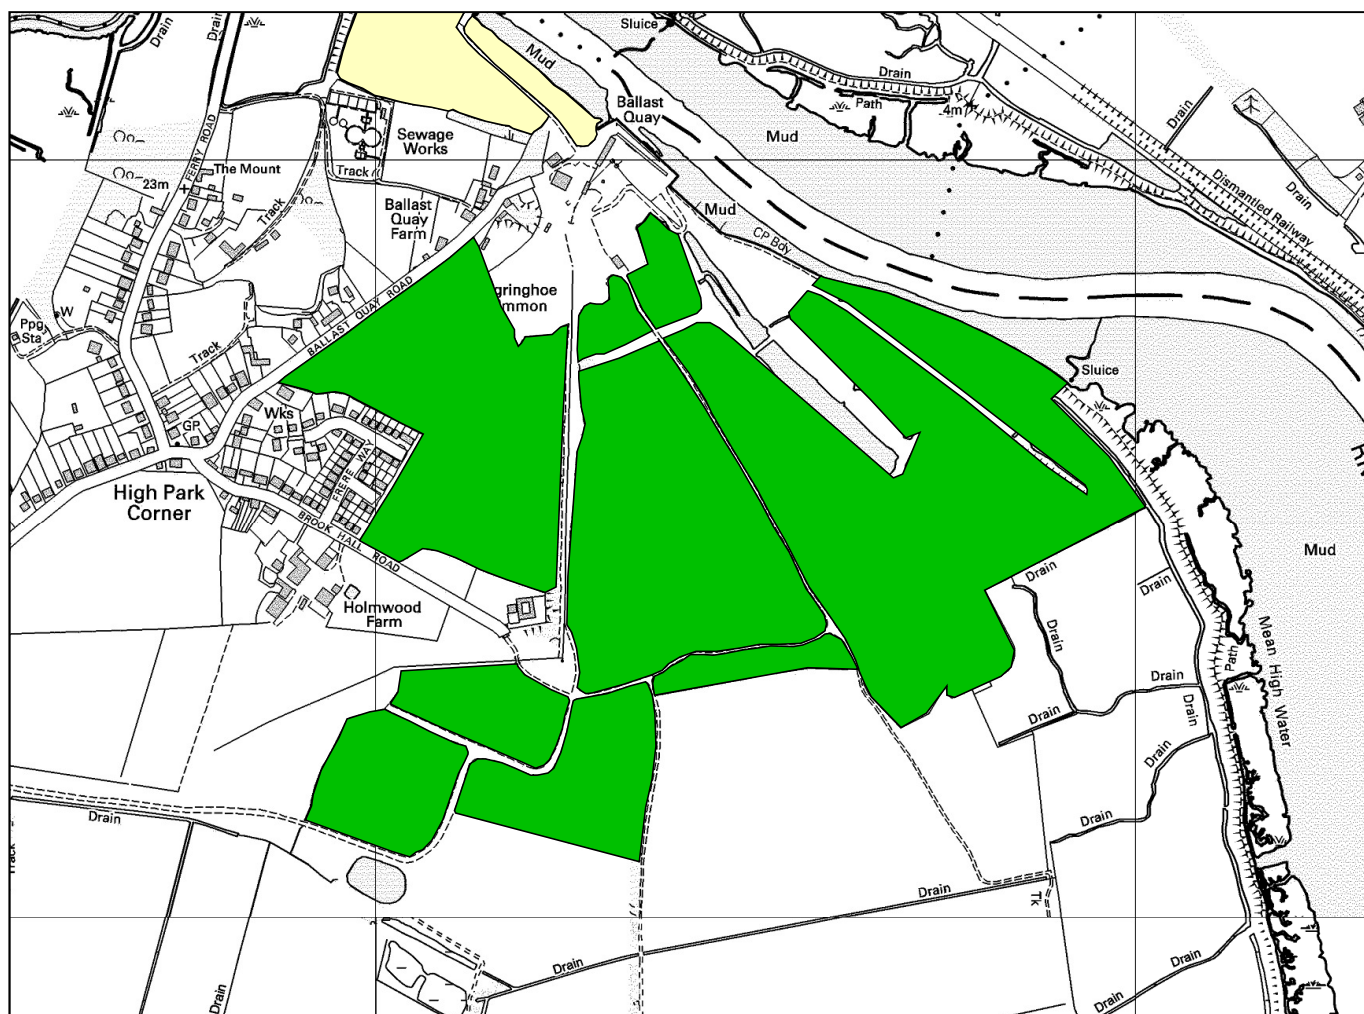 Drain
Drain
Sluice
Mud
Drain
Path
4m
Drain
Ballast
Quay
Mud
FERRY ROAD
Sewage
Works
The Mount
Track
23m
Track
Ballast
Quay
Farm
Mud
CP Bdy
Dismantled Railway
Drain
W
Ppg
Sta
gringhoe
mmon
BALLAST QUAY ROAD
Track
Sluice
Wks
GP
FRERE WAY
High Park
Corner
BROOK HALL ROAD
Mud
Holmwood
Farm
Drain
Drain
Drain
Mean High Water
Path
Drain
Drain
Drain
Drain
Drain
Drain
Track
Drain
Tk
Drain
Drain
Drain
Drain